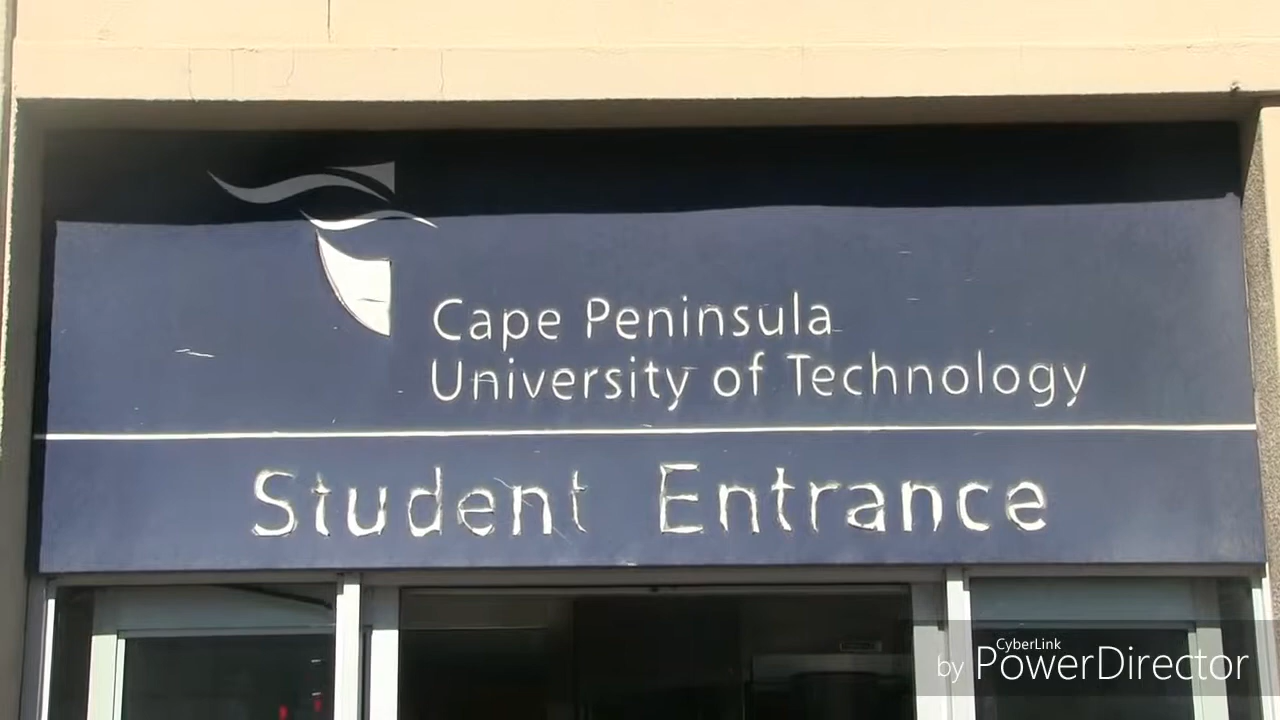 Cape Peninsula
University of Technology
Student Entrance
CyberLink
by PowerDirector